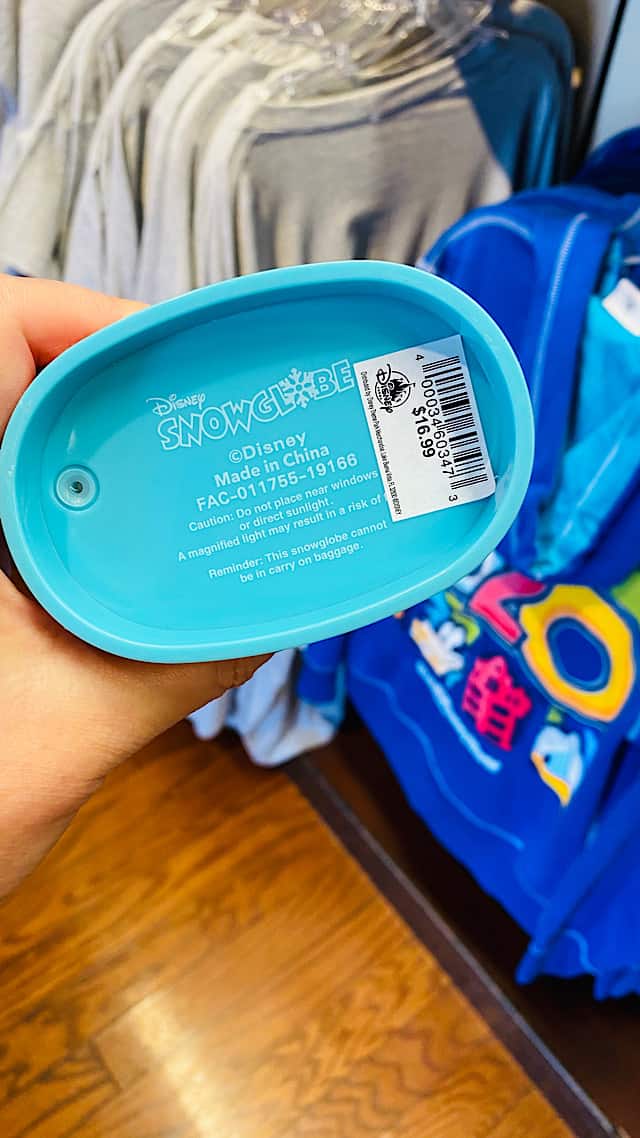 Disney
SNOWGLOBE
©Disney
Made in China
FAC-011755-19166
Caution: Do not place near windows
or direct sunlight.
A magnified light may result in a risk of
Reminder: This snowglobe cannot
be in carry on baggage.
Disney
4 00034 60347 3
$16.99
20